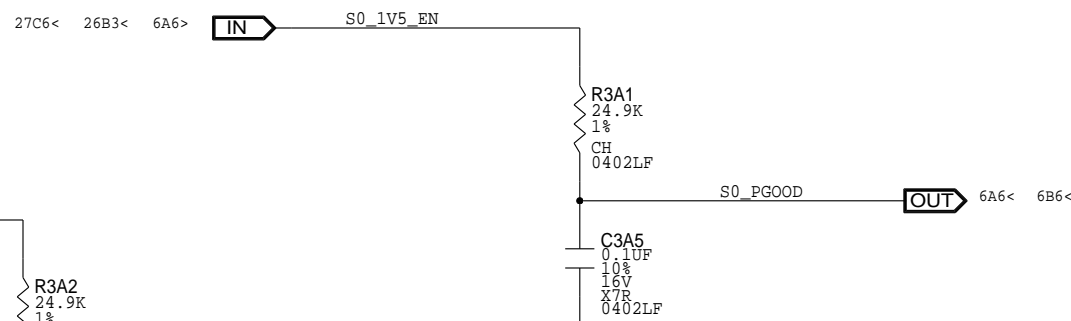 27C6< 26B3< 6A6> IN S0_1V5_EN
R3A1
24.9K
1%
CH
0402LF
S0_PGOOD OUT 6A6< 6B6<
C3A5
0.1UF
10%
16V
X7R
0402LF
R3A2
24.9K
1%